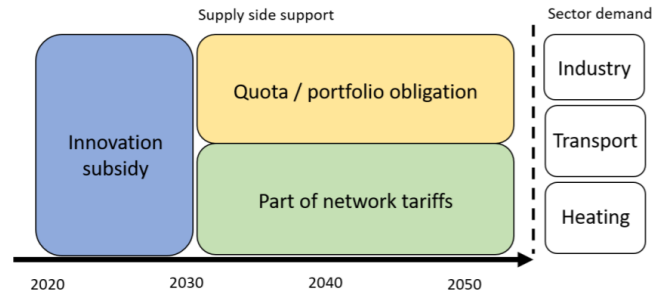 Supply side support
Sector demand
Innovation
subsidy
Quota / portfolio obligation
Part of network tariffs
Industry
Transport
Heating
2020
2030
2040
2050